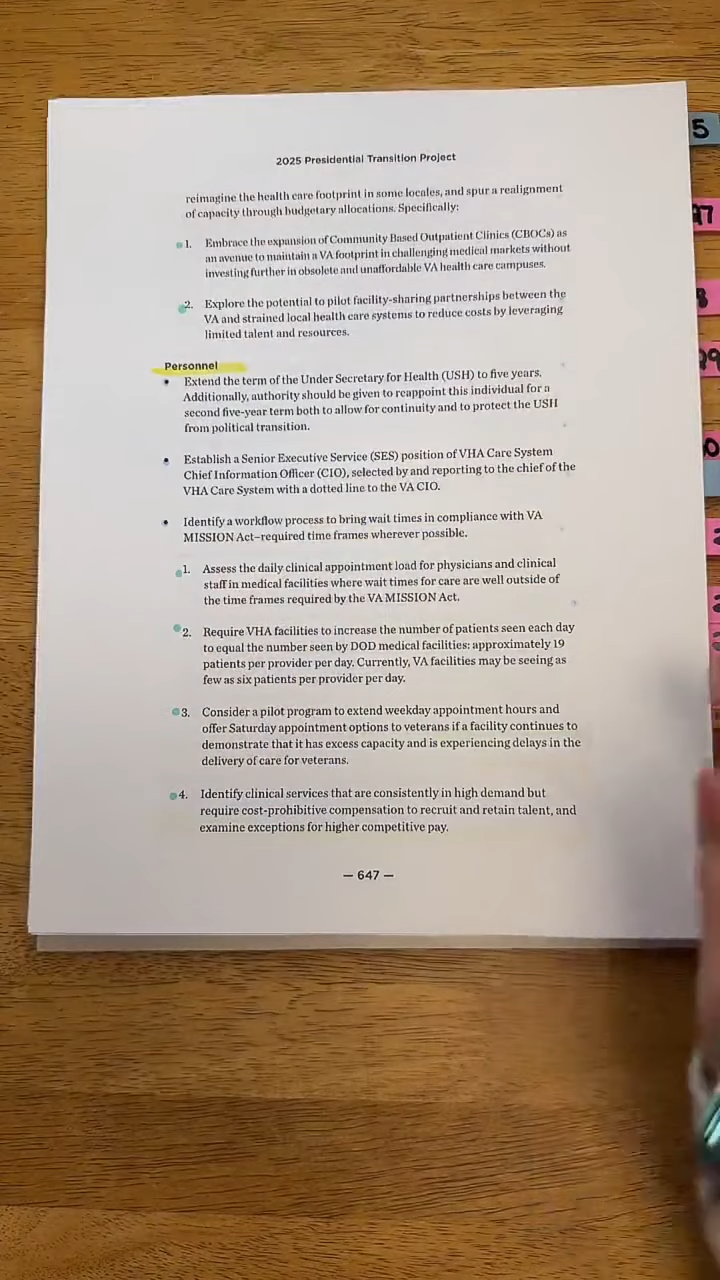 2025 Presidential Transition Project
reimagine the health care footprint in some locales, and spur a realignment
of capacity through budgetary allocations. Specifically:
1. Embrace the expansion of Community Based Outpatient Clinics (CBOCs) as
an avenue to maintain a VA footprint in challenging medical markets without
investing further in obsolete and unaffordable VA health care campuses.
2. Explore the potential to pilot facility-sharing partnerships between the
VA and strained local health care systems to reduce costs by leveraging
limited talent and resources.
Personnel
• Extend the term of the Under Secretary for Health (USH) to five years.
Additionally, authority should be given to reappoint this individual for a
second five-year term both to allow for continuity and to protect the USH
from political transition.
• Establish a Senior Executive Service (SES) position of VHA Care System
Chief Information Officer (CIO), selected by and reporting to the chief of the
VHA Care System with a dotted line to the VA CIO.
• Identify a workflow process to bring wait times in compliance with VA
MISSION Act–required time frames wherever possible.
1. Assess the daily clinical appointment load for physicians and clinical
staff in medical facilities where wait times for care are well outside of
the time frames required by the VA MISSION Act.
2. Require VHA facilities to increase the number of patients seen each day
to equal the number seen by DOD medical facilities: approximately 19
patients per provider per day. Currently, VA facilities may be seeing as
few as six patients per provider per day.
3. Consider a pilot program to extend weekday appointment hours and
offer Saturday appointment options to veterans if a facility continues to
demonstrate that it has excess capacity and is experiencing delays in the
delivery of care for veterans.
4. Identify clinical services that are consistently in high demand but
require cost-prohibitive compensation to recruit and retain talent, and
examine exceptions for higher competitive pay.
— 647 —
5